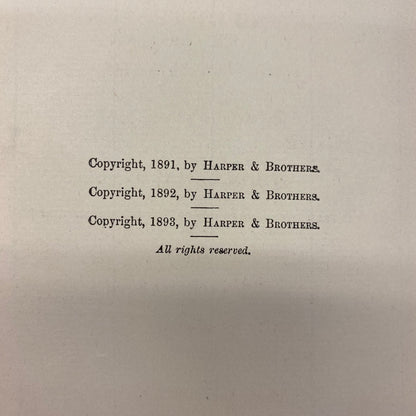 Copyright, 1891, by Harper & Brothers.
Copyright, 1892, by Harper & Brothers.
Copyright, 1893, by Harper & Brothers.
All rights reserved.